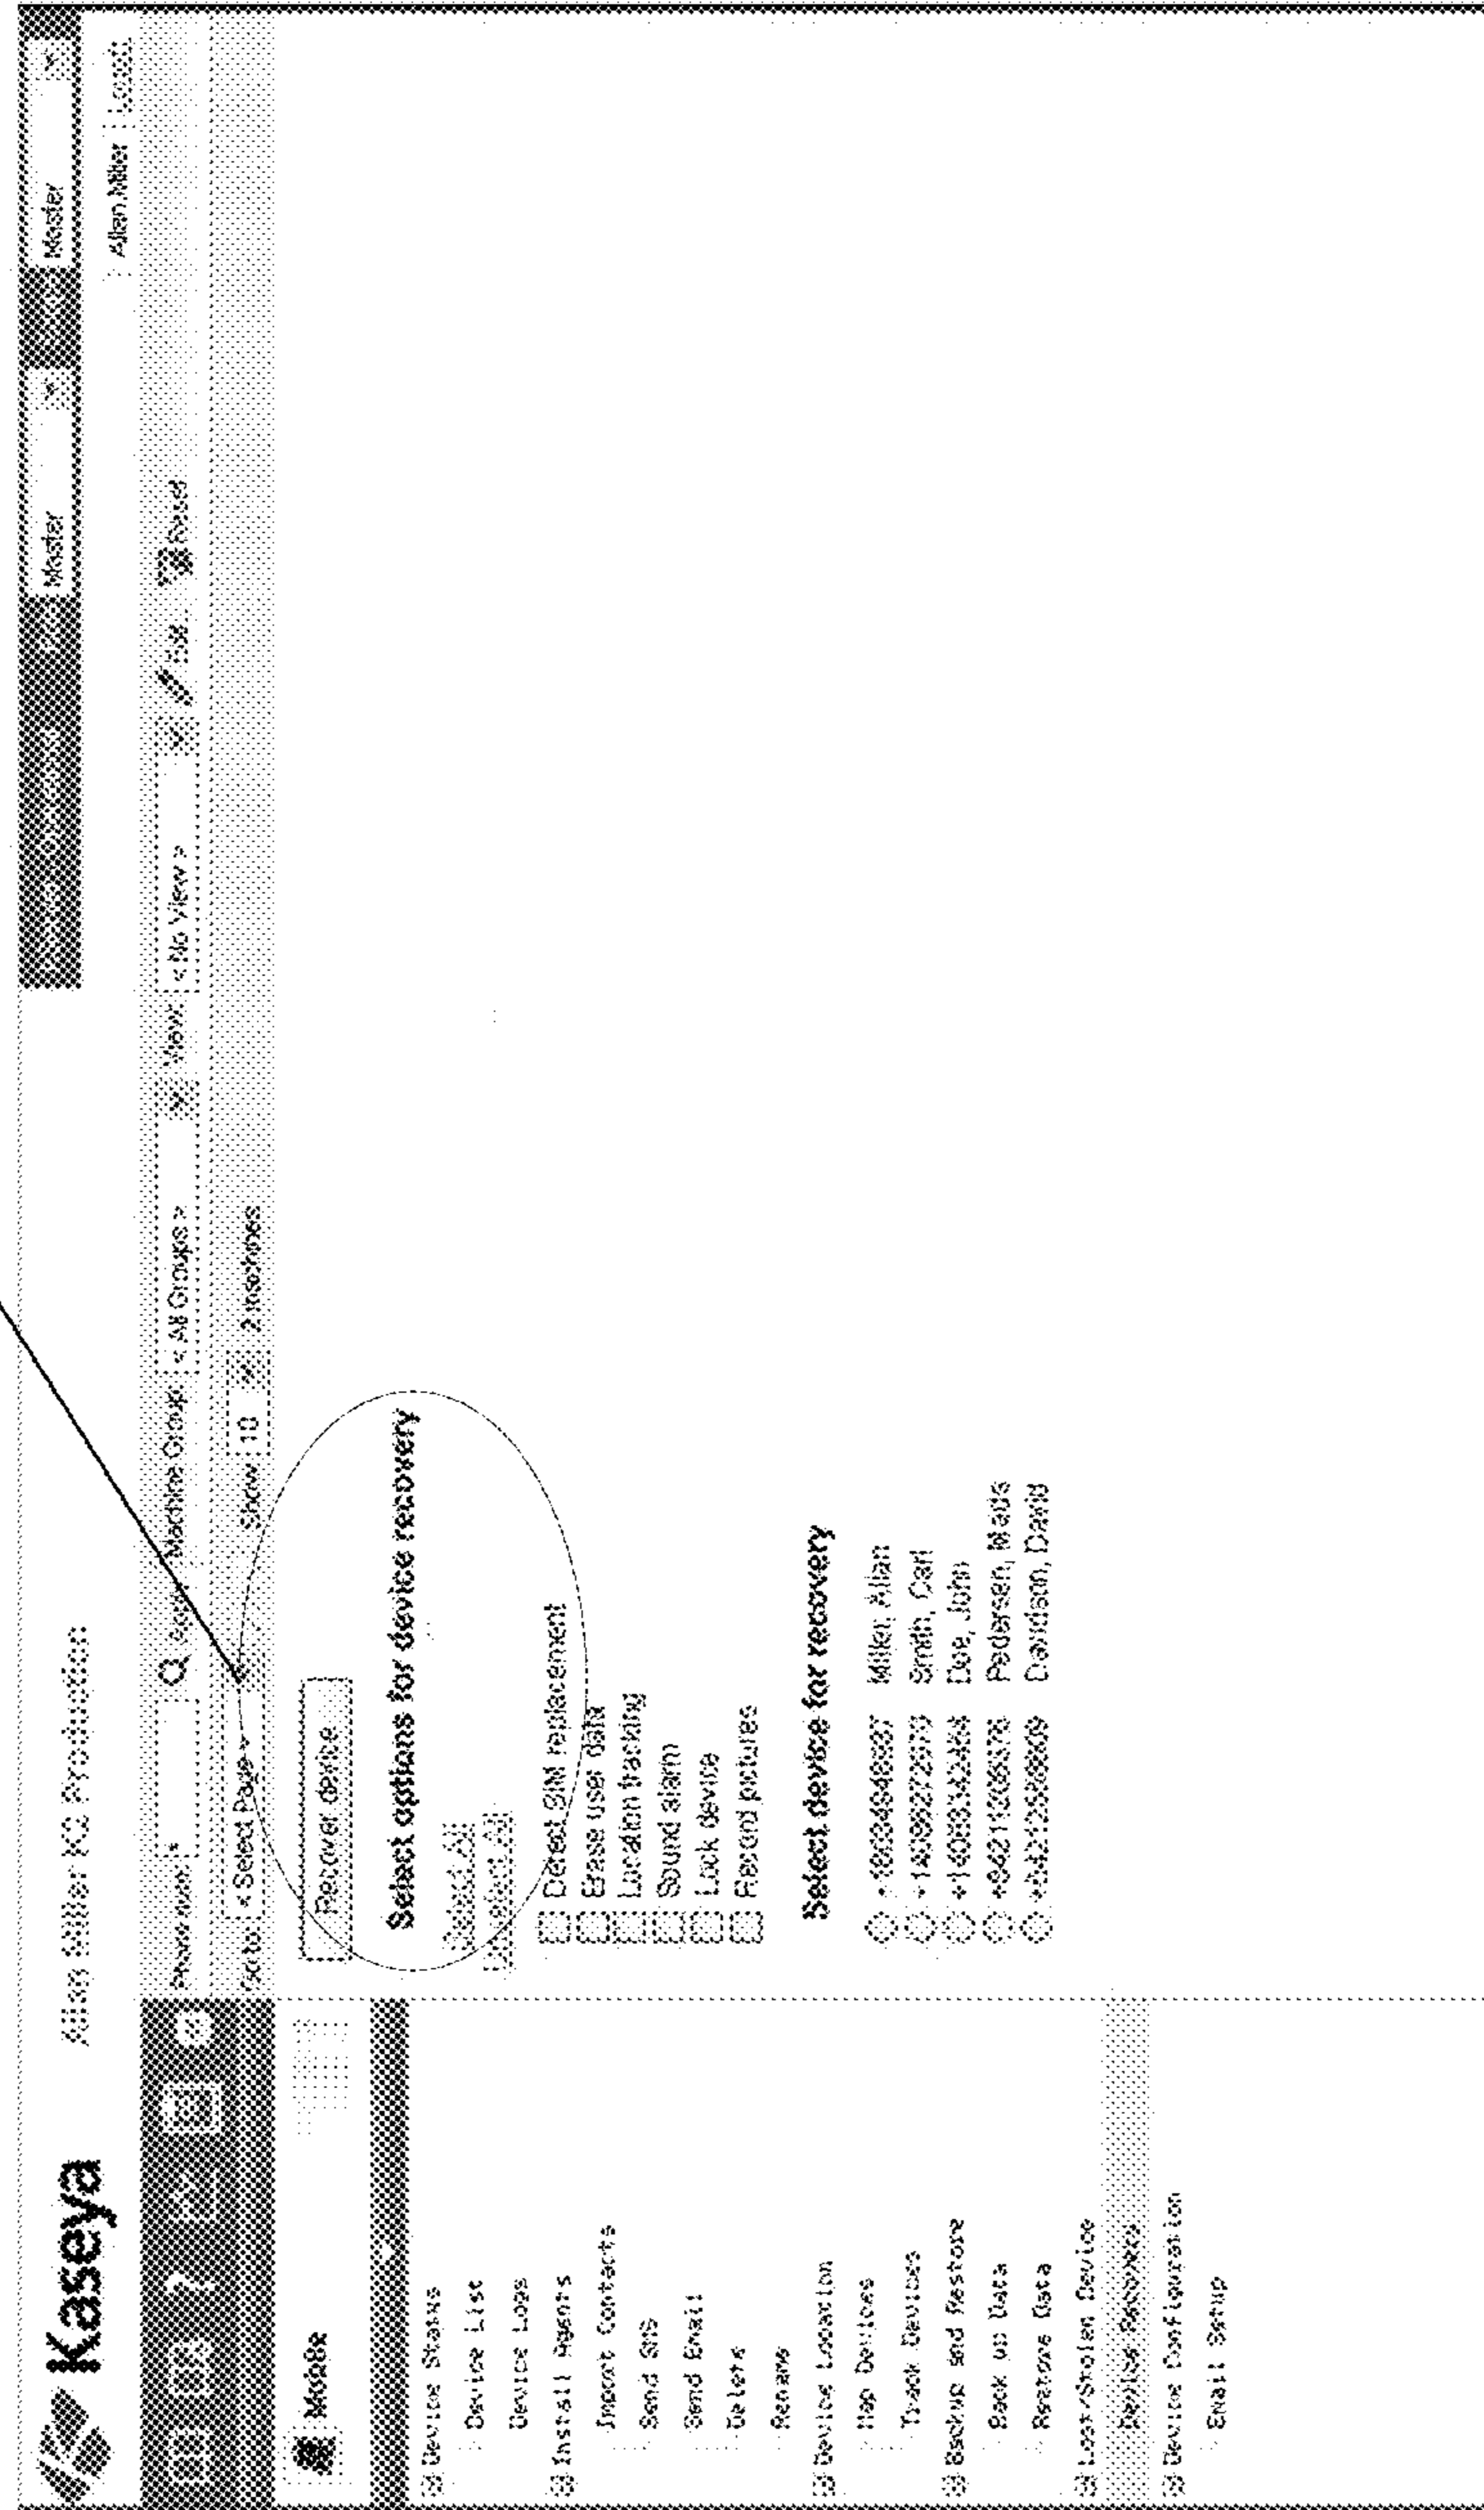 Kaseya
Allan Miller K2 Production
Master
Master
Allan Miller
Machine Group:
< All Groups >
View:
< No View >
Edit...
Reset
Go to:
< Select Page >
Show
10
2 machines
Mobile
Device Status
Device List
Device Logs
Install Agents
Import Contacts
Send SMS
Send Email
Delete
Rename
Device Location
Map Devices
Track Devices
Backup and Restore
Back up Data
Restore Data
Lost/Stolen Device
Device Recovery
Device Configuration
Email Setup
Recover device
Select options for device recovery
Select All
Unselect All
Detect SIM replacement
Erase user data
Location tracking
Sound alarm
Lock device
Record pictures
Select device for recovery
Miller, Allan
Smith, Carl
Doe, John
Pedersen, Mads
Davidson, David